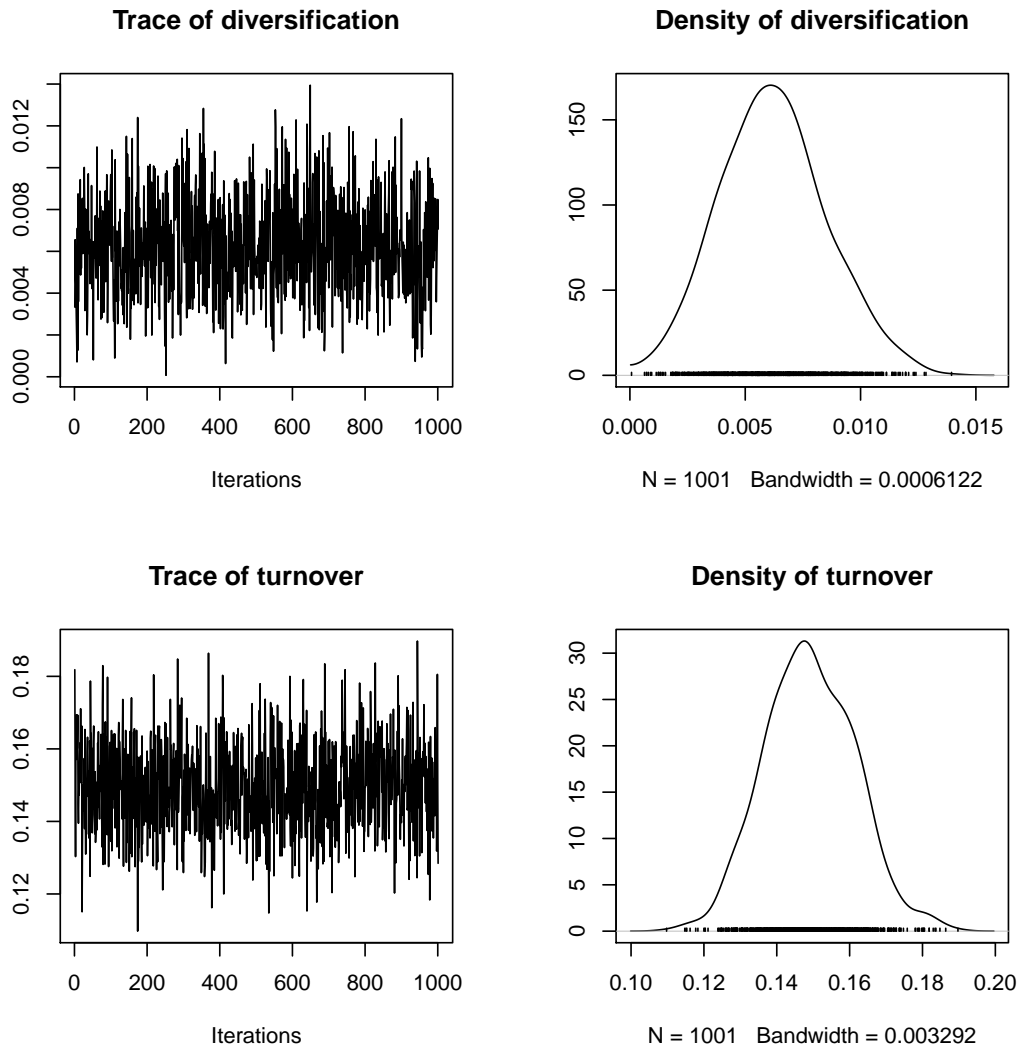 Trace of diversification
0.000 0.004 0.008 0.012
0 200 400 600 800 1000
Iterations
Density of diversification
0 50 100 150
0.000 0.005 0.010 0.015
N = 1001 Bandwidth = 0.0006122
Trace of turnover
0.12 0.14 0.16 0.18
0 200 400 600 800 1000
Iterations
Density of turnover
0 5 10 15 20 25 30
0.10 0.12 0.14 0.16 0.18 0.20
N = 1001 Bandwidth = 0.003292